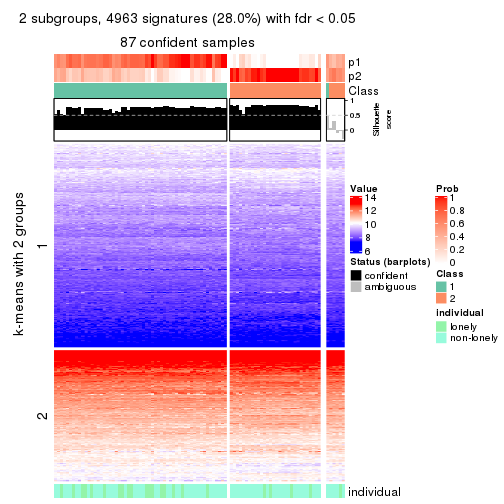 2 subgroups, 4963 signatures (28.0%) with fdr < 0.05
87 confident samples
p1
p2
Class
1
0.5
0
Silhouette
score
k-means with 2 groups
1
2
individual
Value
14
12
10
8
6
Status (barplots)
confident
ambiguous
Prob
1
0.8
0.6
0.4
0.2
0
Class
1
2
individual
lonely
non-lonely